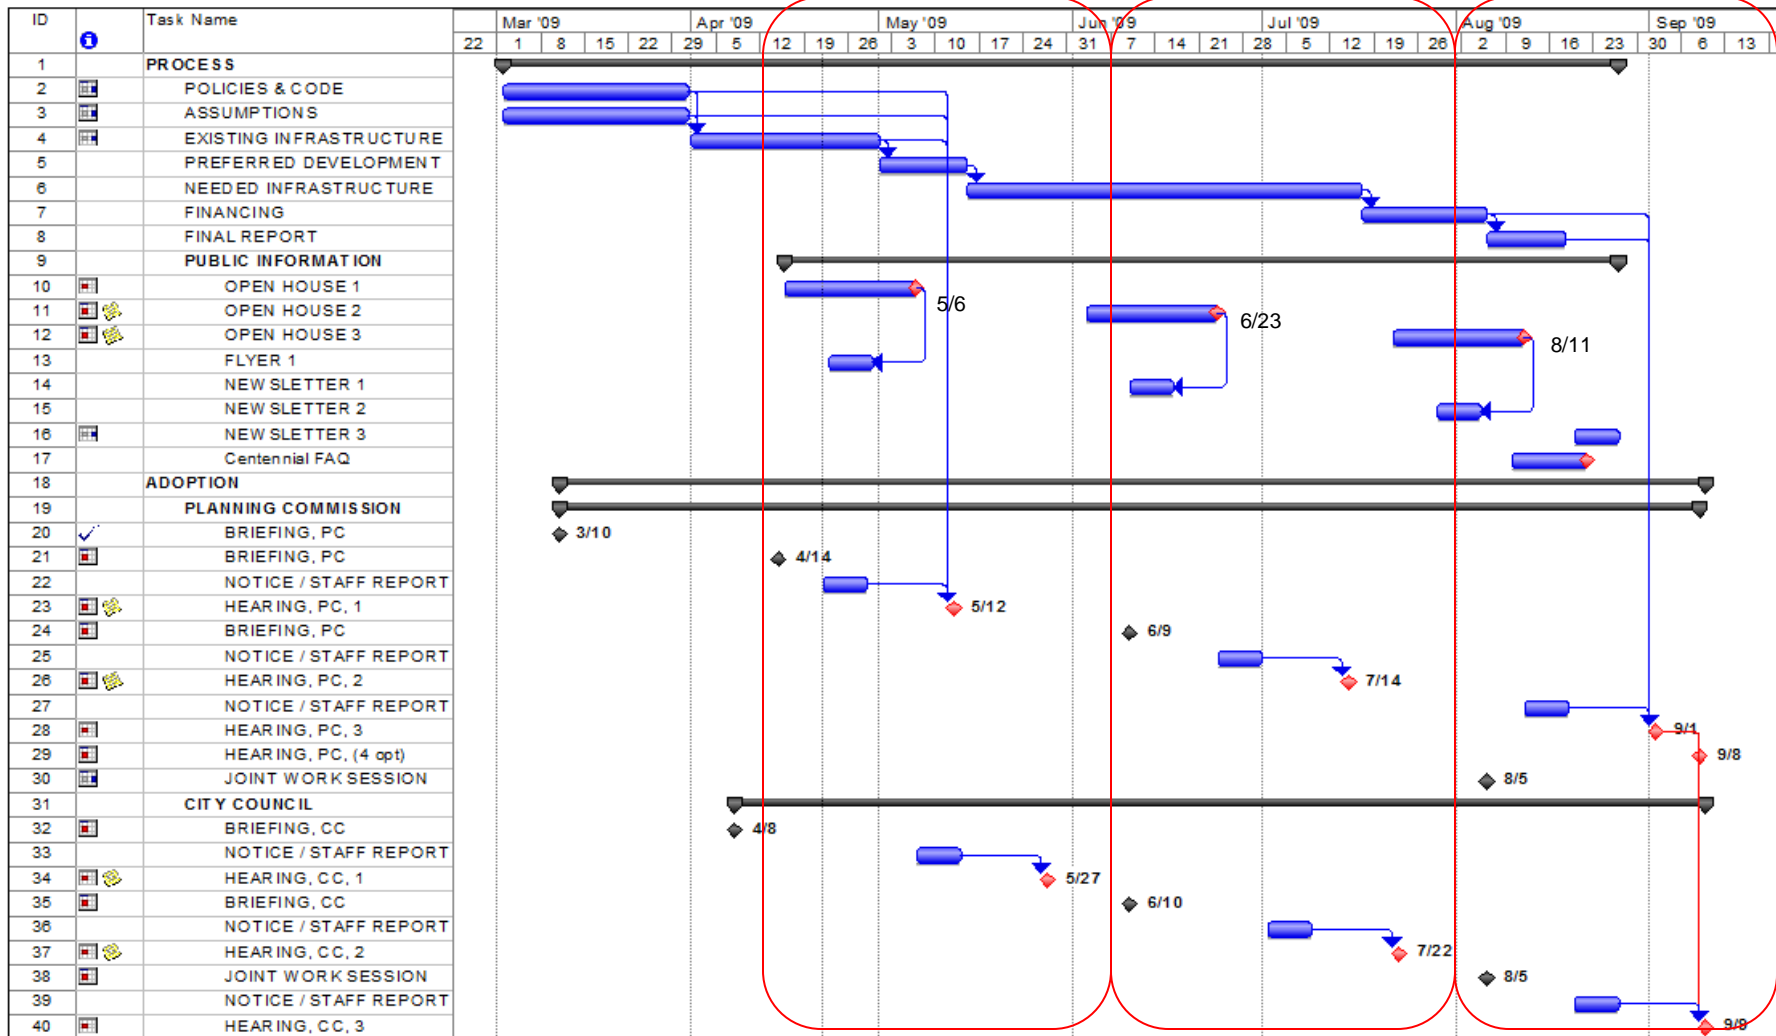 ID Task Name Mar '09 Apr '09 May '09 Jun '09 Jul '09 Aug '09 Sep '09
22 1 8 15 22 29 5 12 19 26 3 10 17 24 31 7 14 21 28 5 12 19 26 2 9 16 23 30 6 13
1 PROCESS
2 POLICIES & CODE
3 ASSUMPTIONS
4 EXISTING INFRASTRUCTURE
5 PREFERRED DEVELOPMENT
6 NEEDED INFRASTRUCTURE
7 FINANCING
8 FINAL REPORT
9 PUBLIC INFORMATION
10 OPEN HOUSE 1 5/6
11 OPEN HOUSE 2 6/23
12 OPEN HOUSE 3 8/11
13 FLYER 1
14 NEWSLETTER 1
15 NEWSLETTER 2
16 NEWSLETTER 3
17 Centennial FAQ
18 ADOPTION
19 PLANNING COMMISSION
20 BRIEFING, PC 3/10
21 BRIEFING, PC 4/14
22 NOTICE / STAFF REPORT
23 HEARING, PC, 1 5/12
24 BRIEFING, PC 6/9
25 NOTICE / STAFF REPORT
26 HEARING, PC, 2 7/14
27 NOTICE / STAFF REPORT
28 HEARING, PC, 3 9/1
29 HEARING, PC, (4 opt) 9/8
30 JOINT WORK SESSION 8/5
31 CITY COUNCIL
32 BRIEFING, CC 4/8
33 NOTICE / STAFF REPORT
34 HEARING, CC, 1 5/27
35 BRIEFING, CC 6/10
36 NOTICE / STAFF REPORT
37 HEARING, CC, 2 7/22
38 JOINT WORK SESSION 8/5
39 NOTICE / STAFF REPORT
40 HEARING, CC, 3 9/9